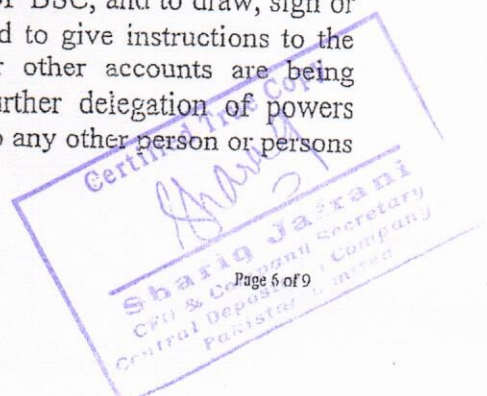 or BSC, and to draw, sign or
d to give instructions to the
r other accounts are being
urther delegation of powers
o any other person or persons
Certified True Copy
Shariq Jafrani
CFO & Company Secretary
Central Depository Company
Pakistan Limited
Page 6 of 9